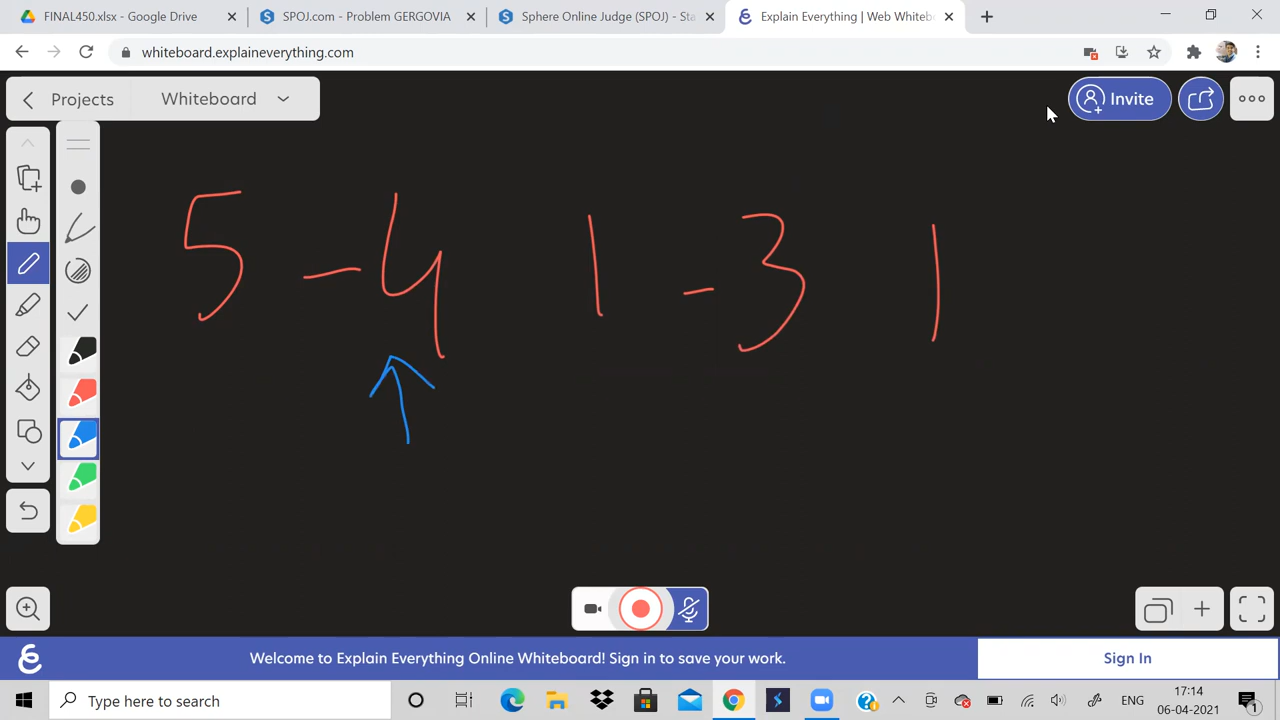 FINAL450.xlsx - Google Drive
SPOJ.com - Problem GERGOVIA
Sphere Online Judge (SPOJ) - Sta
Explain Everything | Web Whitebo
whiteboard.explaineverything.com
Projects
Whiteboard
Invite
5 -4 1 -3 1
Welcome to Explain Everything Online Whiteboard! Sign in to save your work.
Sign In
Type here to search
ENG
17:14
06-04-2021
1